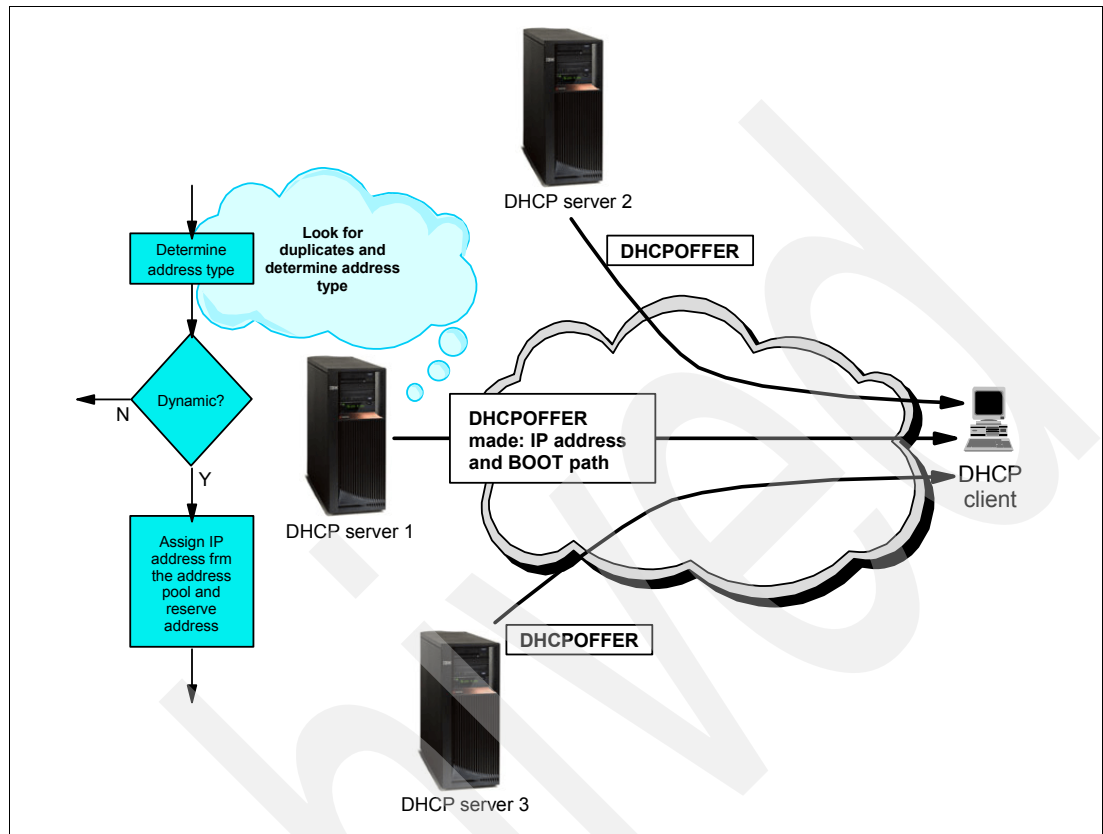 DHCP server 2
DHCPOFFER
Determine
address type
Look for
duplicates and
determine address
type
Dynamic?
N
Y
DHCP server 1
DHCPOFFER
made: IP address
and BOOT path
DHCP
client
Assign IP
address frm
the address
pool and
reserve
address
DHCPOFFER
DHCP server 3